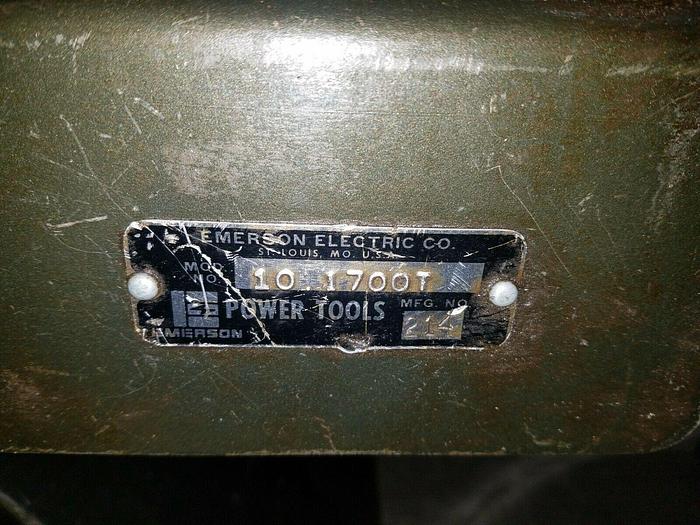 EMERSON ELECTRIC CO.
ST. LOUIS, MO. U.S.A.
MOD. NO. 10-1700T
POWER TOOLS
MFG. NO.
214
EMERSON